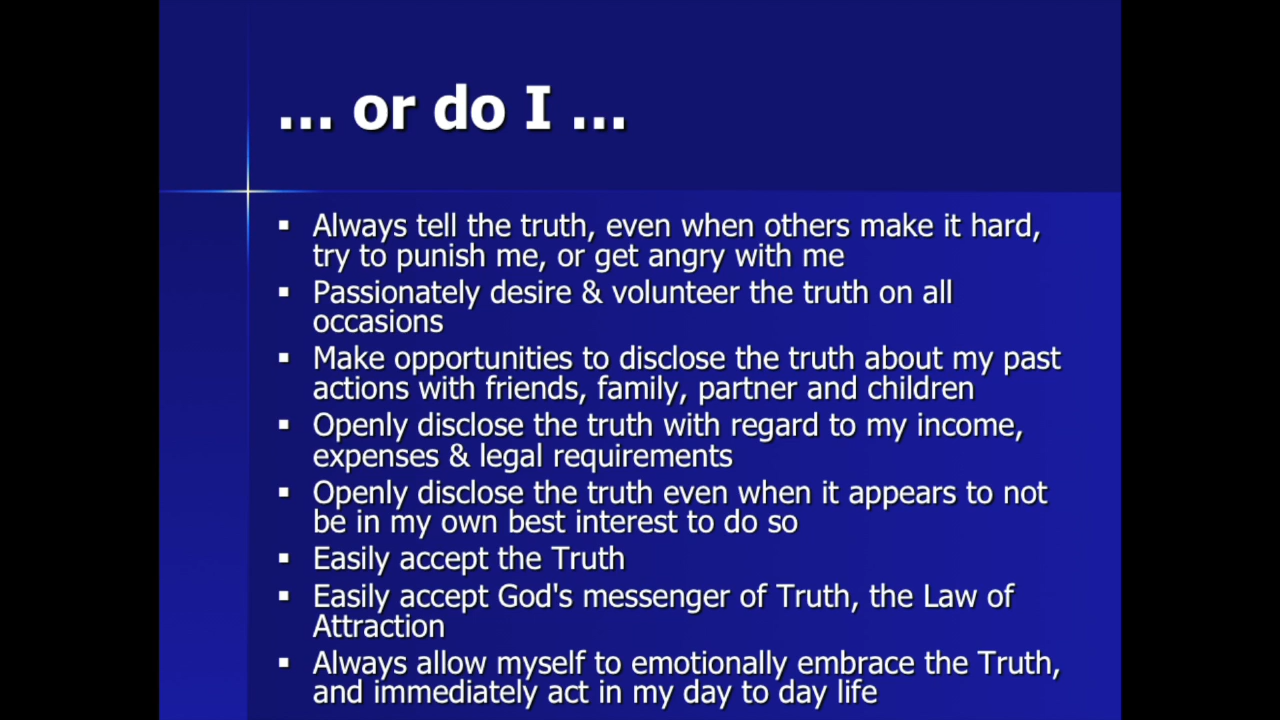 ... or do I ...
▪ Always tell the truth, even when others make it hard,
try to punish me, or get angry with me
▪ Passionately desire & volunteer the truth on all
occasions
▪ Make opportunities to disclose the truth about my past
actions with friends, family, partner and children
▪ Openly disclose the truth with regard to my income,
expenses & legal requirements
▪ Openly disclose the truth even when it appears to not
be in my own best interest to do so
▪ Easily accept the Truth
▪ Easily accept God's messenger of Truth, the Law of
Attraction
▪ Always allow myself to emotionally embrace the Truth,
and immediately act in my day to day life